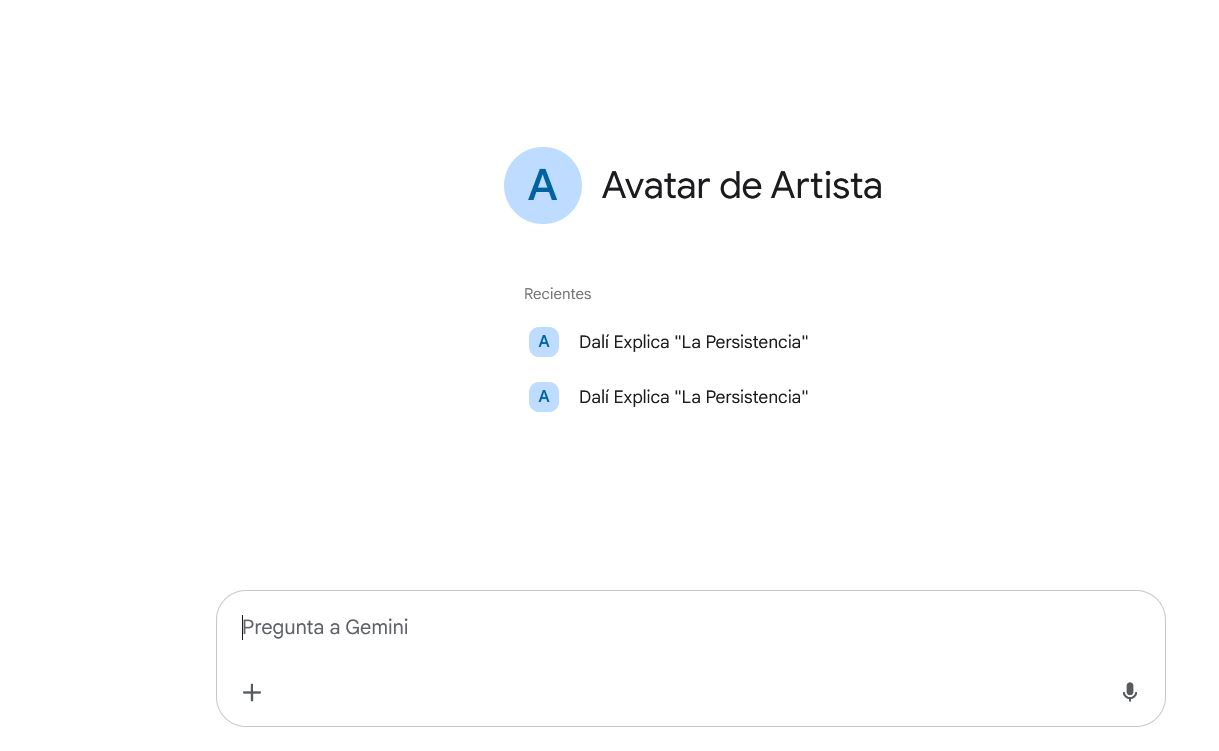 A Avatar de Artista
Recientes
A Dalí Explica "La Persistencia"
A Dalí Explica "La Persistencia"
Pregunta a Gemini